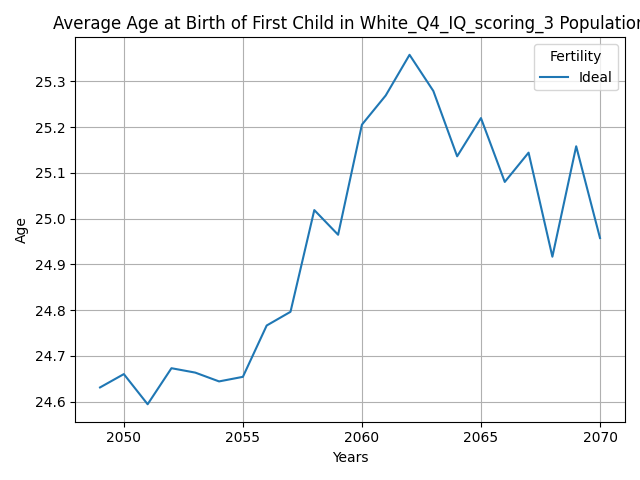 Average Age at Birth of First Child in White_Q4_IQ_scoring_3 Population
Fertility
Ideal
Age
25.3
25.2
25.1
25.0
24.9
24.8
24.7
24.6
2050 2055 2060 2065 2070
Years